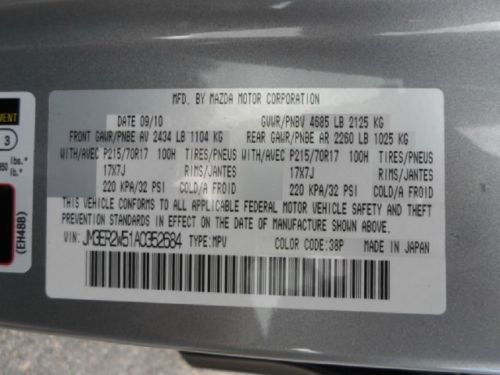 MFD. BY MAZDA MOTOR CORPORATION
DATE 09/10 GVWR/PNBV 4685 LB 2125 KG
FRONT GAWR/PNBE AV 2434 LB 1104 KG REAR GAWR/PNBE AR 2260 LB 1025 KG
WITH/AVEC P215/70R17 100H TIRES/PNEUS WITH/AVEC P215/70R17 100H TIRES/PNEUS
17X7J RIMS/JANTES 17X7J RIMS/JANTES
220 KPA/32 PSI COLD/A FROID 220 KPA/32 PSI COLD/A FROID
THIS VEHICLE CONFORMS TO ALL APPLICABLE FEDERAL MOTOR VEHICLE SAFETY AND THEFT
PREVENTION STANDARDS IN EFFECT ON THE DATE OF MANUFACTURE SHOWN ABOVE.
VIN: JM3ER2W51A0352684 TYPE:MPV COLOR CODE:38P MADE IN JAPAN
3
lbs."
(EH48B)